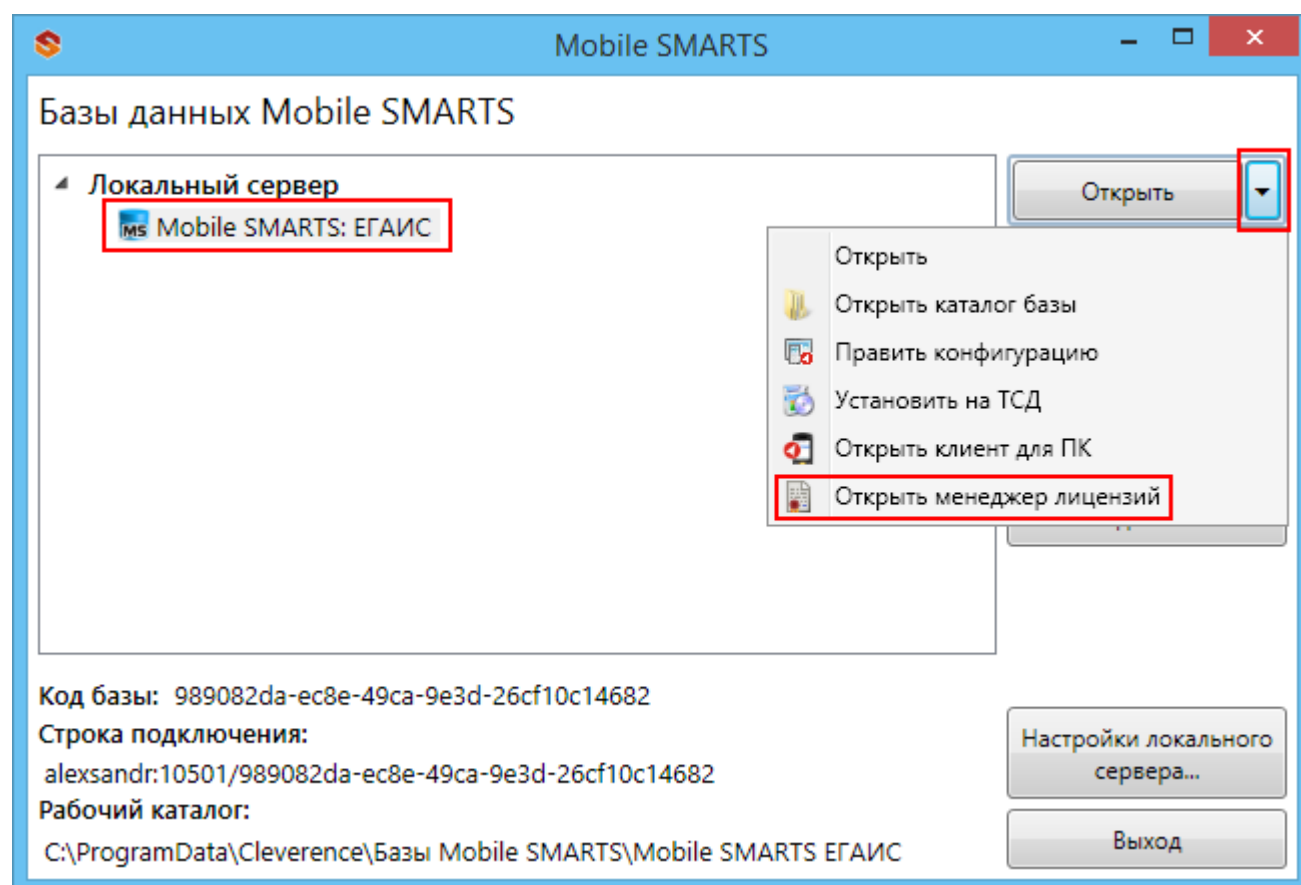 Mobile SMARTS
Базы данных Mobile SMARTS
Локальный сервер
MS Mobile SMARTS: ЕГАИС
Открыть
Открыть
Открыть каталог базы
Править конфигурацию
Установить на ТСД
Открыть клиент для ПК
Открыть менеджер лицензий
Код базы: 989082da-ec8e-49ca-9e3d-26cf10c14682
Строка подключения:
alexsandr:10501/989082da-ec8e-49ca-9e3d-26cf10c14682
Рабочий каталог:
C:\ProgramData\Cleverence\Базы Mobile SMARTS\Mobile SMARTS ЕГАИС
Настройки локального
сервера...
Выход